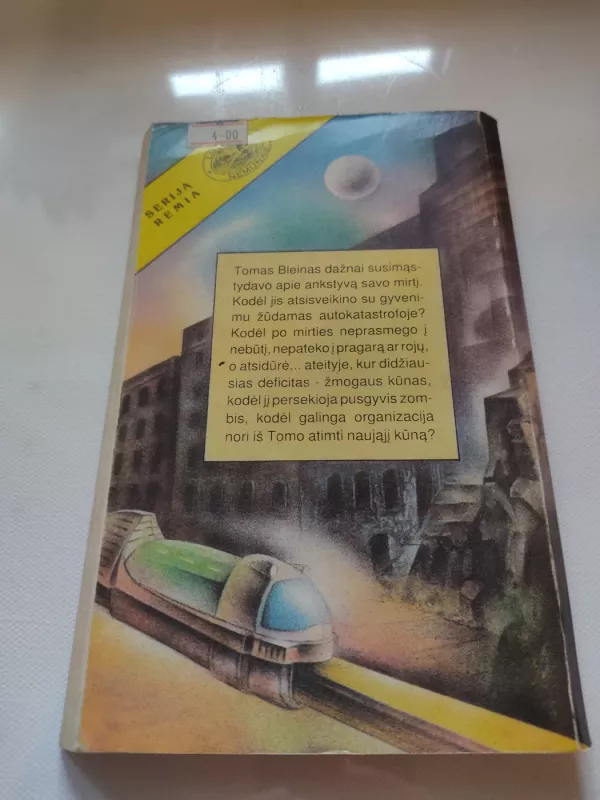 4-00
NEMUNAS
SERIJA
REMIA
Tomas Bleinas dažnai susimąs-
tydavo apie ankstyvą savo mirtį.
Kodėl jis atsisveikino su gyveni-
mu žūdamas autokatastrofoje?
Kodėl po mirties neprasmego į
nebūtį, nepateko į pragarą ar rojų,
o atsidūrė,.. ateityje, kur didžiau-
sias deficitas - žmogaus kūnas,
kodėl jį persekioja pusgyvis zom-
bis, kodėl galinga organizacija
nori iš Tomo atimti naująjį kūną?